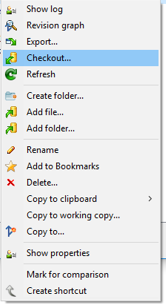 Show log
Revision graph
Export...
Checkout...
Refresh
Create folder...
Add file...
Add folder...
Rename
Add to Bookmarks
Delete...
Copy to clipboard
Copy to working copy...
Copy to...
Show properties
Mark for comparison
Create shortcut